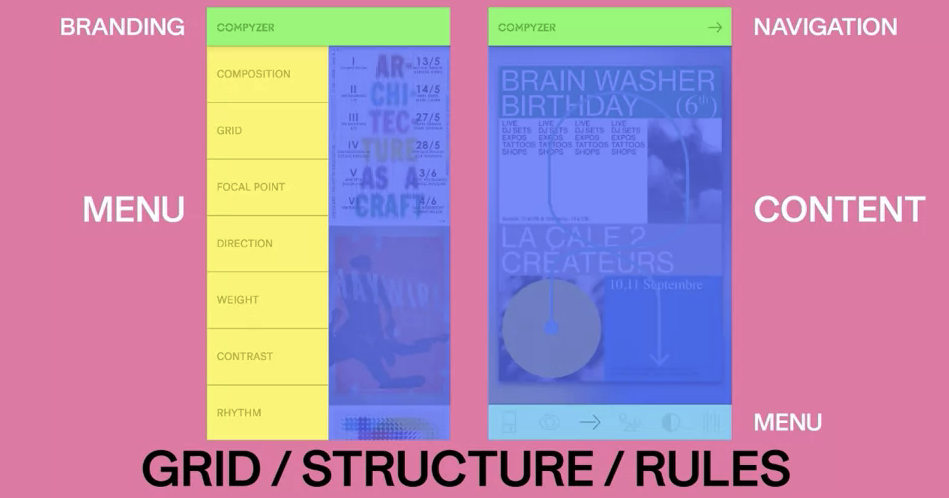 BRANDING
COMPYZER
COMPYZER
NAVIGATION
COMPOSITION
GRID
FOCAL POINT
DIRECTION
WEIGHT
CONTRAST
RHYTHM
MENU
I
II
III
IV
V
AR-
CHI
TEC-
TURE
AS A
CRAFT
13/5
14/5
27/5
28/5
3/6
4/6
BRAIN WASHER
BIRTHDAY (6th)
LIVE LIVE LIVE LIVE
DJ SETS DJ SETS DJ SETS DJ SETS
EXPOS EXPOS EXPOS EXPOS
TATTOOS TATTOOS TATTOOS TATTOOS
SHOPS SHOPS SHOPS SHOPS
LA CALE 2
CRÉATEURS
10,11 Septembre
CONTENT
MENU
GRID / STRUCTURE / RULES